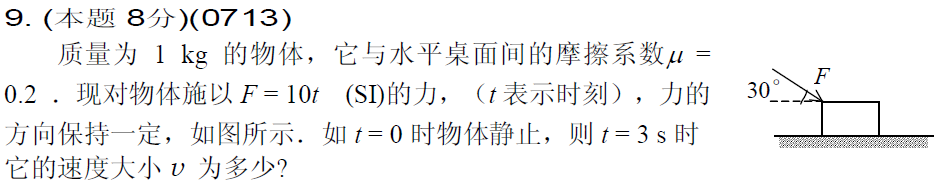 9. (本题 8分)(0713)
质量为 1 kg 的物体，它与水平桌面间的摩擦系数μ =
0.2 ．现对物体施以 F = 10t (SI)的力，（t 表示时刻），力的
方向保持一定，如图所示．如 t = 0 时物体静止，则 t = 3 s 时
它的速度大小 v 为多少?
30°
F